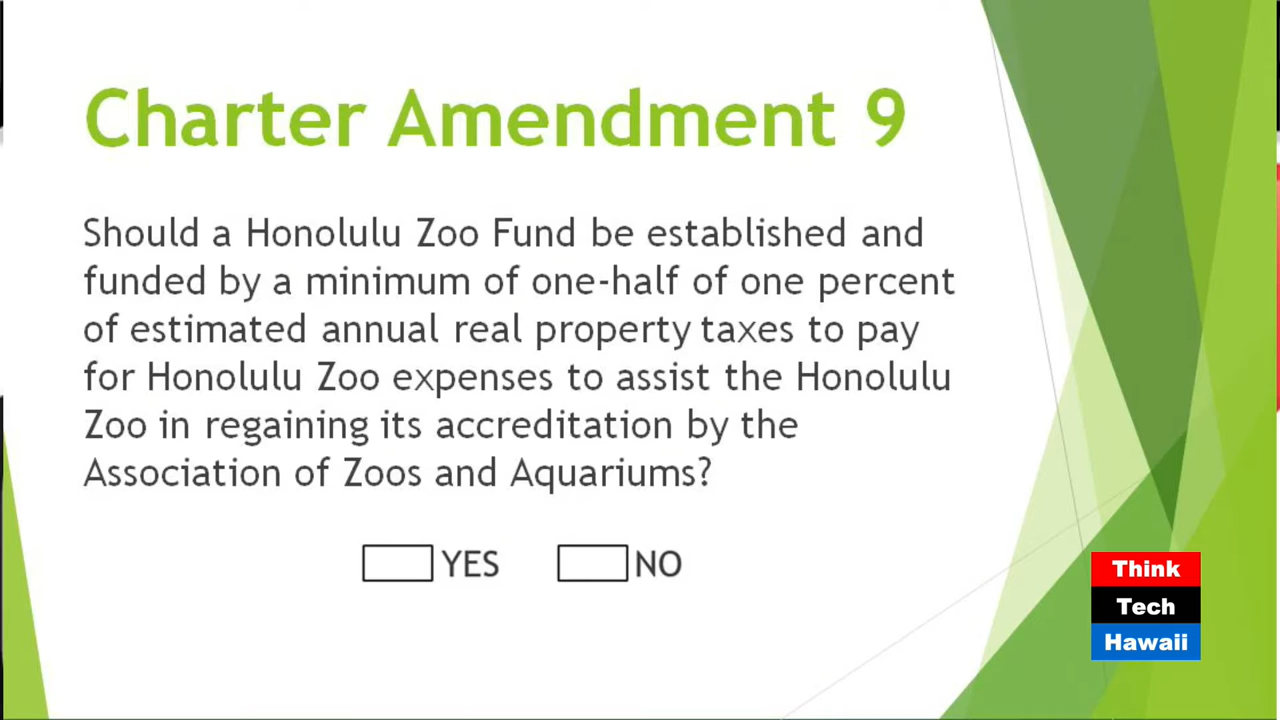 Charter Amendment 9
Should a Honolulu Zoo Fund be established and
funded by a minimum of one-half of one percent
of estimated annual real property taxes to pay
for Honolulu Zoo expenses to assist the Honolulu
Zoo in regaining its accreditation by the
Association of Zoos and Aquariums?
YES NO
Think
Tech
Hawaii